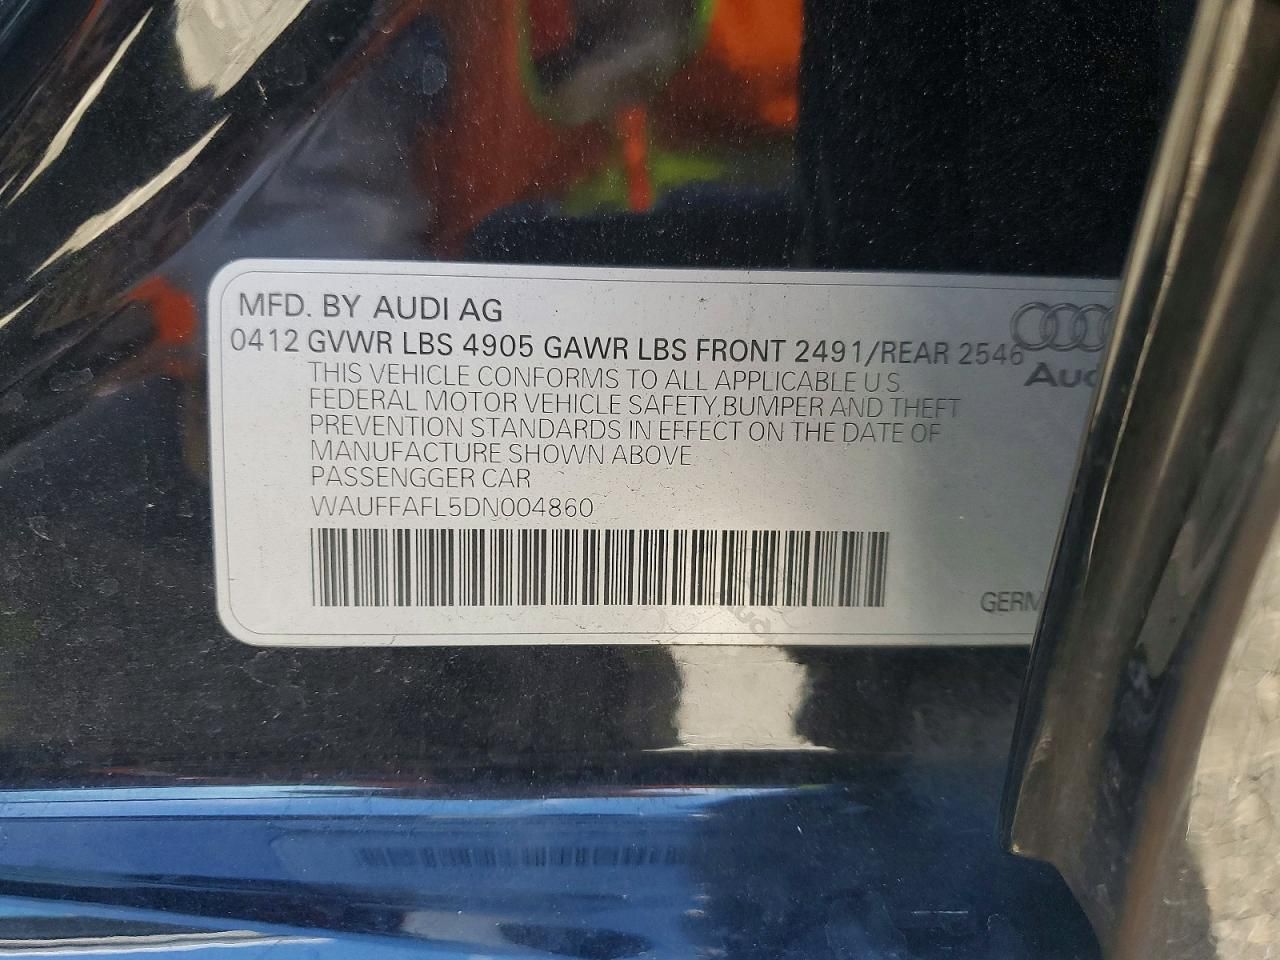 MFD. BY AUDI AG
0412 GVWR LBS 4905 GAWR LBS FRONT 2491/REAR 2546
THIS VEHICLE CONFORMS TO ALL APPLICABLE U S
FEDERAL MOTOR VEHICLE SAFETY,BUMPER AND THEFT
PREVENTION STANDARDS IN EFFECT ON THE DATE OF
MANUFACTURE SHOWN ABOVE
PASSENGGER CAR
WAUFFAFL5DN004860